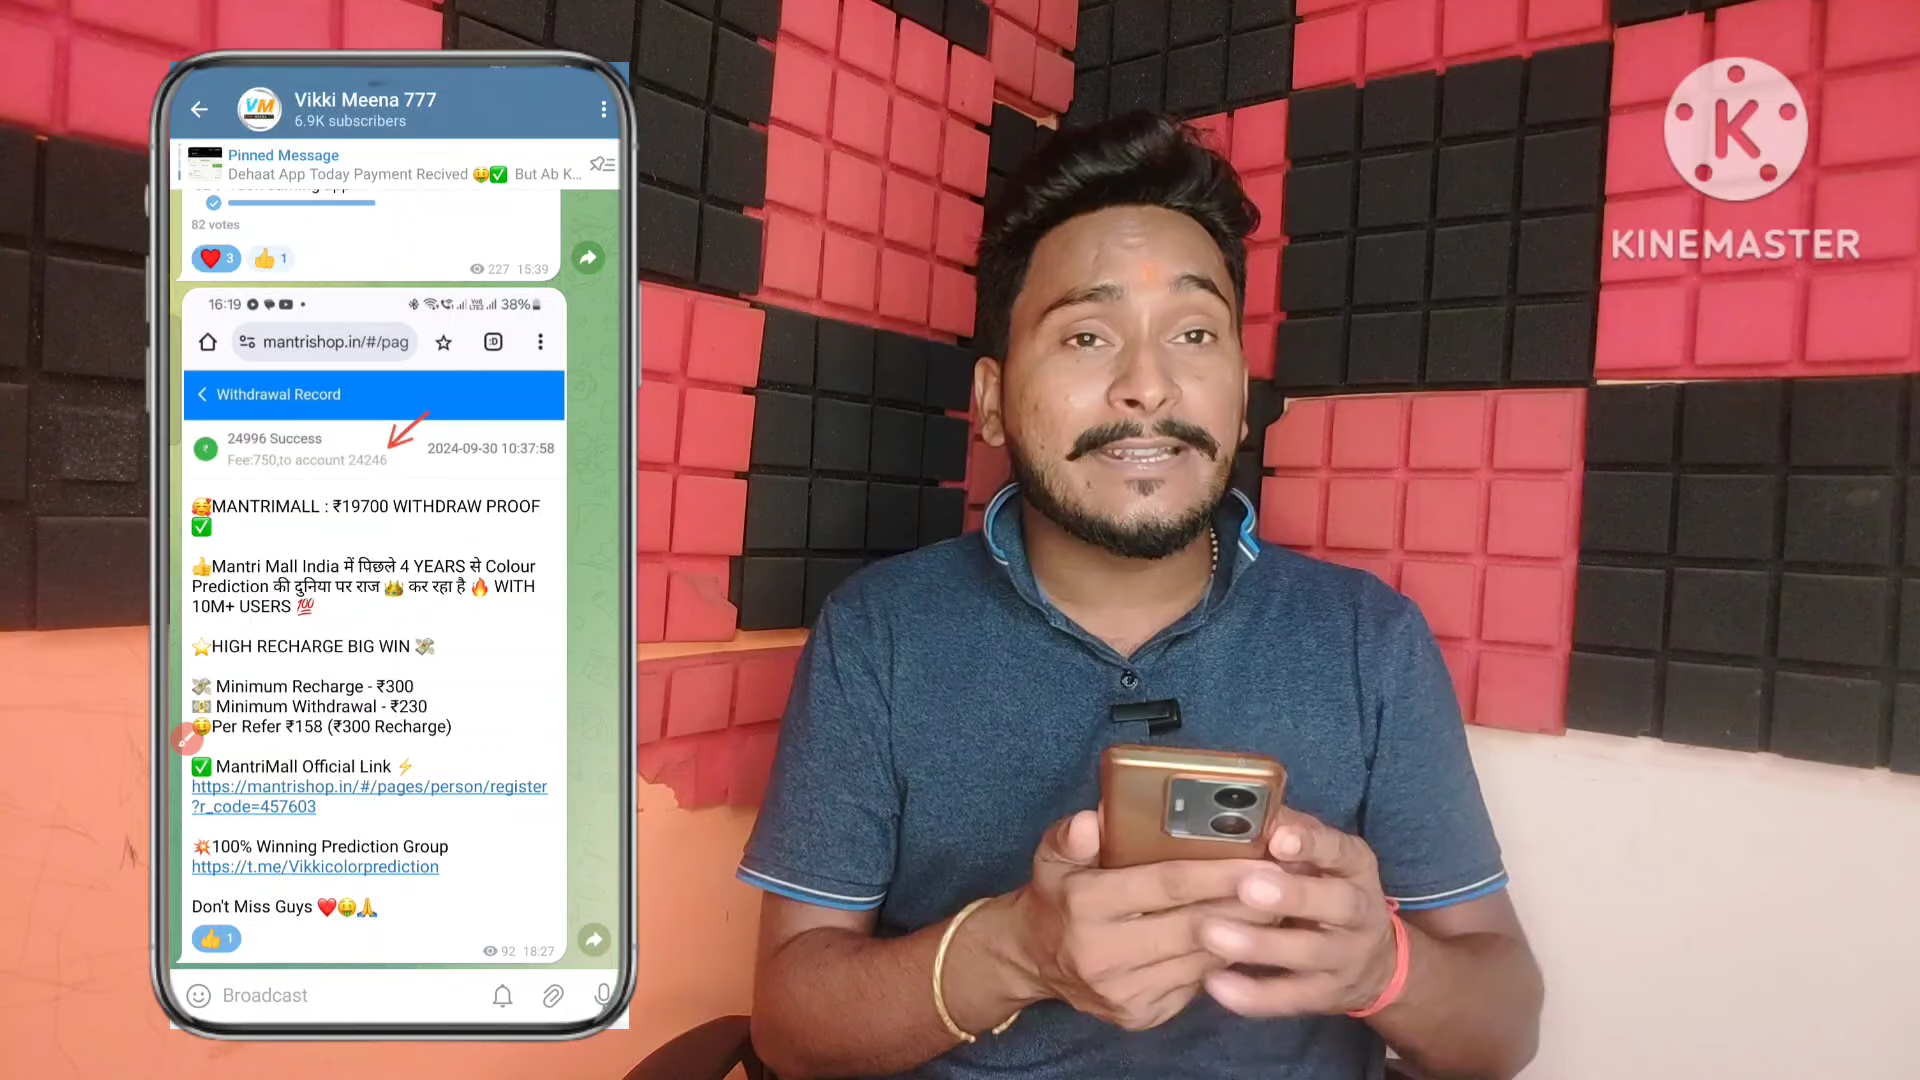 Vikki Meena 777
6.9K subscribers
Pinned Message
Dehaat App Today Payment Recived 🤑✅ But Ab K...
82 votes
❤️ 3 👍 1
227 15:39
16:19 38%
mantrishop.in/#/pag
Withdrawal Record
24996 Success
Fee:750,to account 24246
2024-09-30 10:37:58
🥰MANTRIMALL : ₹19700 WITHDRAW PROOF
✅
👍Mantri Mall India में पिछले 4 YEARS से Colour
Prediction की दुनिया पर राज 👑 कर रहा है 🔥 WITH
10M+ USERS 💯
⭐HIGH RECHARGE BIG WIN 💸
💸 Minimum Recharge - ₹300
💵 Minimum Withdrawal - ₹230
🤑Per Refer ₹158 (₹300 Recharge)
✅ MantriMall Official Link ⚡
https://mantrishop.in/#/pages/person/register
?r_code=457603
💥100% Winning Prediction Group
https://t.me/Vikkicolorprediction
Don't Miss Guys ❤️🤑🙏
👍 1
92 18:27
Broadcast
K
KINEMASTER